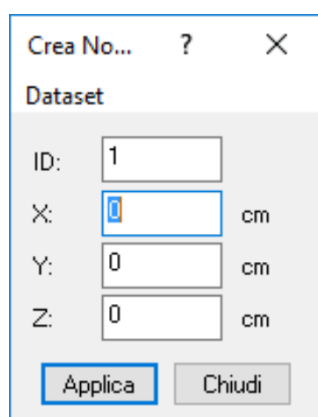 Crea No... ?
Dataset
ID: 1
X: 0 cm
Y: 0 cm
Z: 0 cm
Applica Chiudi